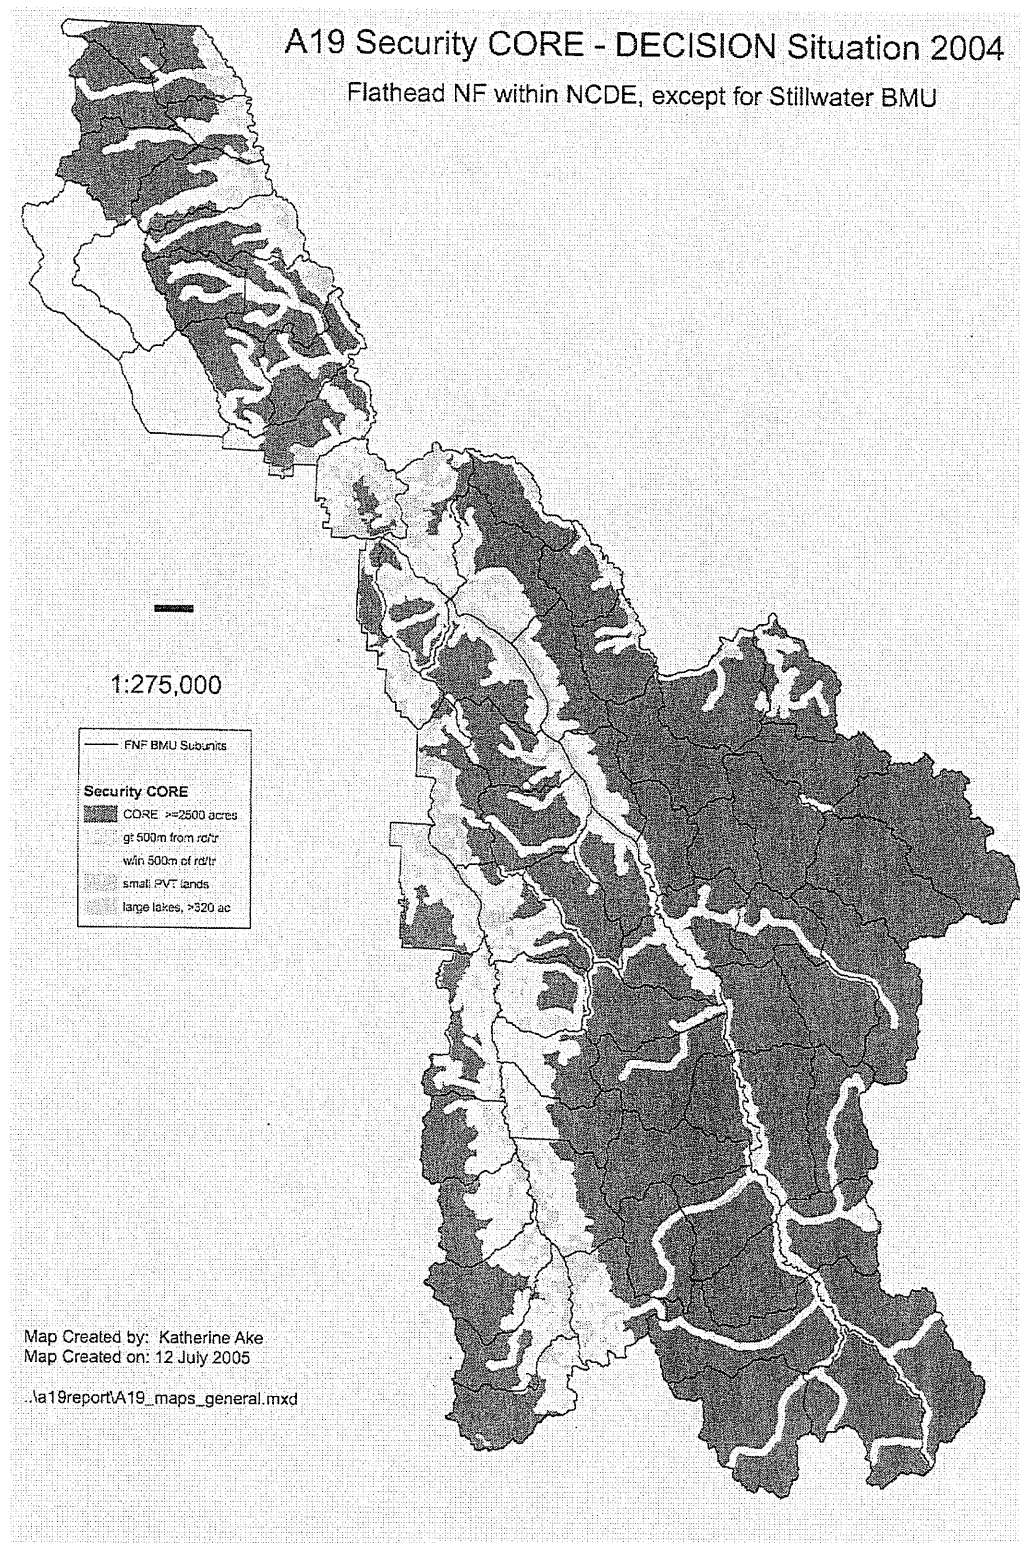 A19 Security CORE - DECISION Situation 2004
Flathead NF within NCDE, except for Stillwater BMU
1:275,000
FNF BMU Subunits
Security CORE
CORE >=2500 acres
gt 500m from rd/tr
w/in 500m of rd/tr
small PVT lands
large lakes, >320 ac
Map Created by: Katherine Ake
Map Created on: 12 July 2005
..\a19report\A19_maps_general.mxd